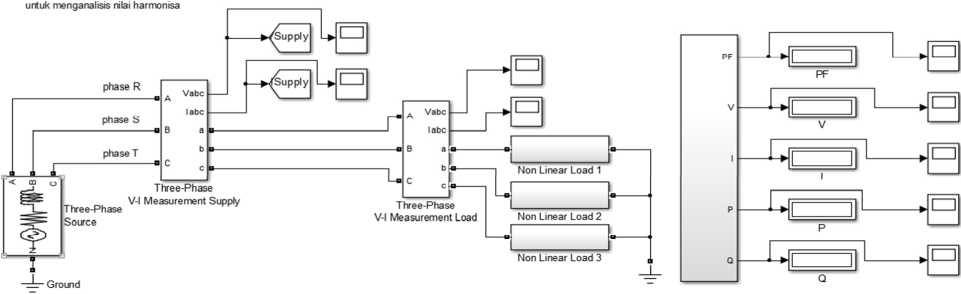 untuk menganalisis nilai harmonisa
Supply
Supply
phase R
phase S
phase T
A
B
C
Vabc
Iabc
a
b
c
Three-Phase
V-I Measurement Supply
A
B
C
N
Three-Phase
Source
Ground
A
B
C
Vabc
Iabc
a
b
c
Three-Phase
V-I Measurement Load
Non Linear Load 1
Non Linear Load 2
Non Linear Load 3
PF
V
I
P
Q
PF
V
I
P
Q